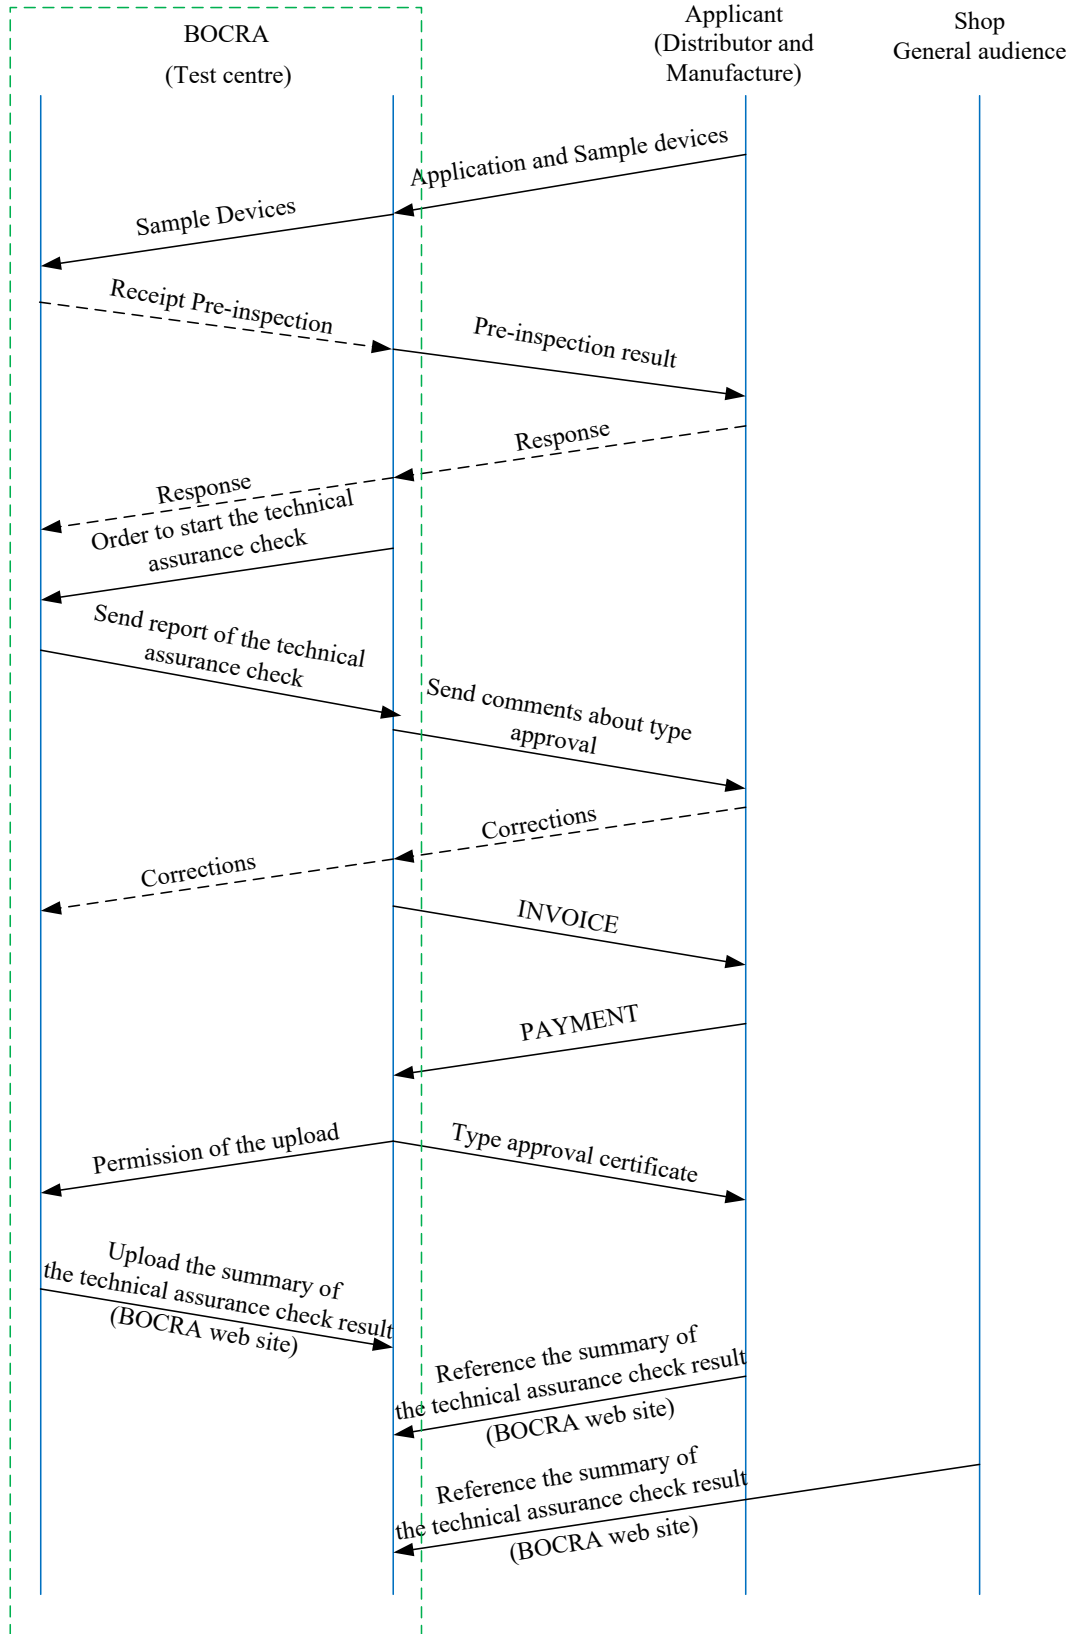 BOCRA
(Test centre)
Applicant
(Distributor and
Manufacture)
Shop
General audience
Application and Sample devices
Sample Devices
Receipt Pre-inspection
Pre-inspection result
Response
Response
Order to start the technical
assurance check
Send report of the technical
assurance check
Send comments about type
approval
Corrections
Corrections
INVOICE
PAYMENT
Permission of the upload
Type approval certificate
Upload the summary of
the technical assurance check result
(BOCRA web site)
Reference the summary of
the technical assurance check result
(BOCRA web site)
Reference the summary of
the technical assurance check result
(BOCRA web site)